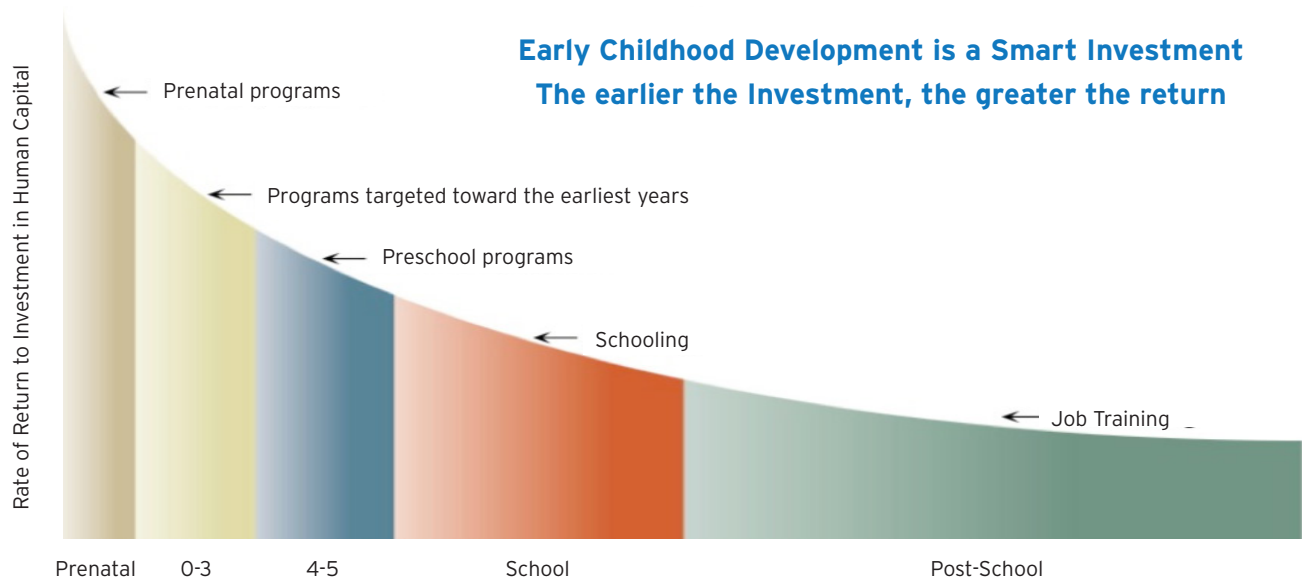 Early Childhood Development is a Smart Investment
The earlier the Investment, the greater the return
Rate of Return to Investment in Human Capital
Prenatal programs
Programs targeted toward the earliest years
Preschool programs
Schooling
Job Training
Prenatal 0-3 4-5 School Post-School